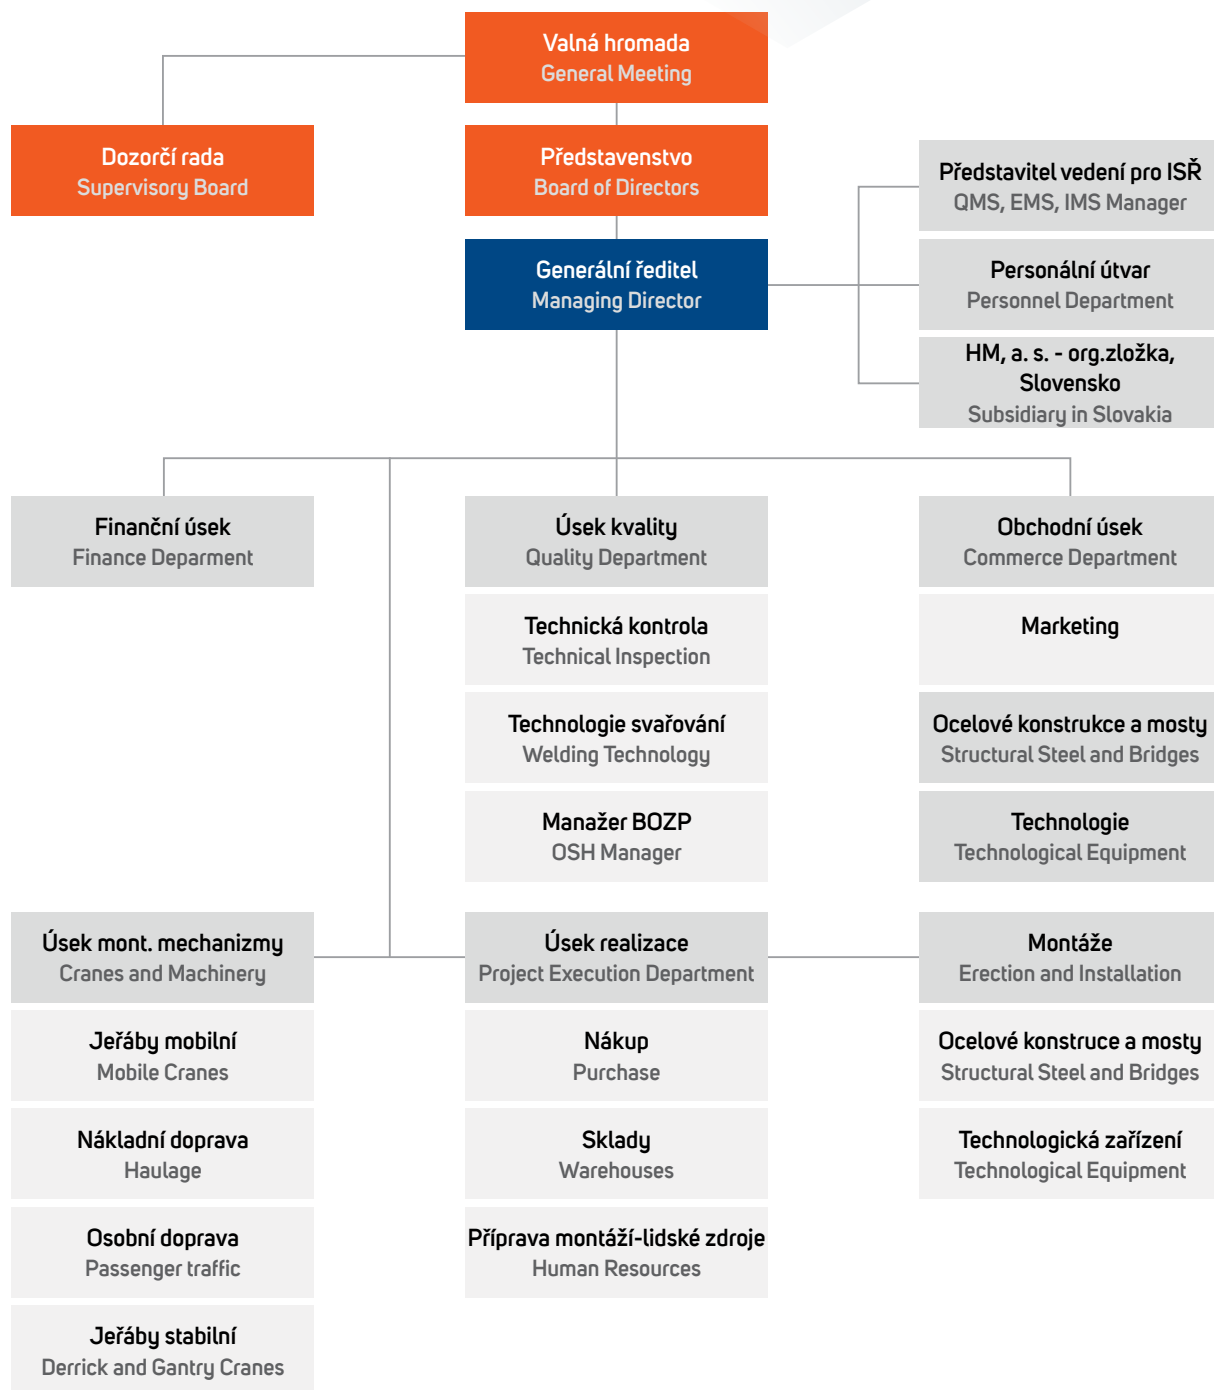 Valná hromada
General Meeting
Dozorčí rada
Supervisory Board
Představenstvo
Board of Directors
Představitel vedení pro ISŘ
QMS, EMS, IMS Manager
Generální ředitel
Managing Director
Personální útvar
Personnel Department
HM, a. s. - org.zložka,
Slovensko
Subsidiary in Slovakia
Finanční úsek
Finance Deparment
Úsek kvality
Quality Department
Obchodní úsek
Commerce Department
Technická kontrola
Technical Inspection
Marketing
Technologie svařování
Welding Technology
Ocelové konstrukce a mosty
Structural Steel and Bridges
Manažer BOZP
OSH Manager
Technologie
Technological Equipment
Úsek mont. mechanizmy
Cranes and Machinery
Úsek realizace
Project Execution Department
Montáže
Erection and Installation
Jeřáby mobilní
Mobile Cranes
Nákup
Purchase
Ocelové konstruce a mosty
Structural Steel and Bridges
Nákladní doprava
Haulage
Sklady
Warehouses
Technologická zařízení
Technological Equipment
Osobní doprava
Passenger traffic
Příprava montáží-lidské zdroje
Human Resources
Jeřáby stabilní
Derrick and Gantry Cranes